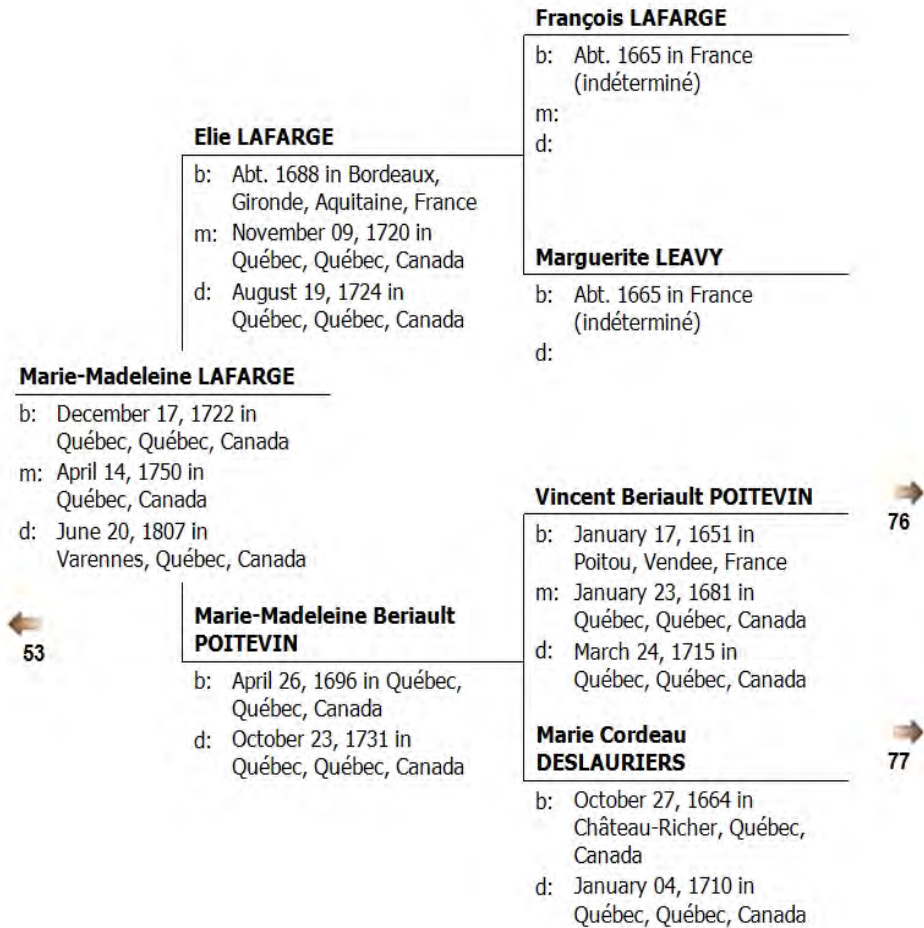 François LAFARGE
b: Abt. 1665 in France
(indéterminé)
m:
d:
Elie LAFARGE
b: Abt. 1688 in Bordeaux,
Gironde, Aquitaine, France
m: November 09, 1720 in
Québec, Québec, Canada
d: August 19, 1724 in
Québec, Québec, Canada
Marguerite LEAVY
b: Abt. 1665 in France
(indéterminé)
d:
Marie-Madeleine LAFARGE
b: December 17, 1722 in
Québec, Québec, Canada
m: April 14, 1750 in
Québec, Canada
d: June 20, 1807 in
Varennes, Québec, Canada
53
Vincent Beriault POITEVIN
b: January 17, 1651 in
Poitou, Vendee, France
m: January 23, 1681 in
Québec, Québec, Canada
d: March 24, 1715 in
Québec, Québec, Canada
76
Marie-Madeleine Beriault
POITEVIN
b: April 26, 1696 in Québec,
Québec, Canada
d: October 23, 1731 in
Québec, Québec, Canada
Marie Cordeau
DESLAURIERS
b: October 27, 1664 in
Château-Richer, Québec,
Canada
d: January 04, 1710 in
Québec, Québec, Canada
77